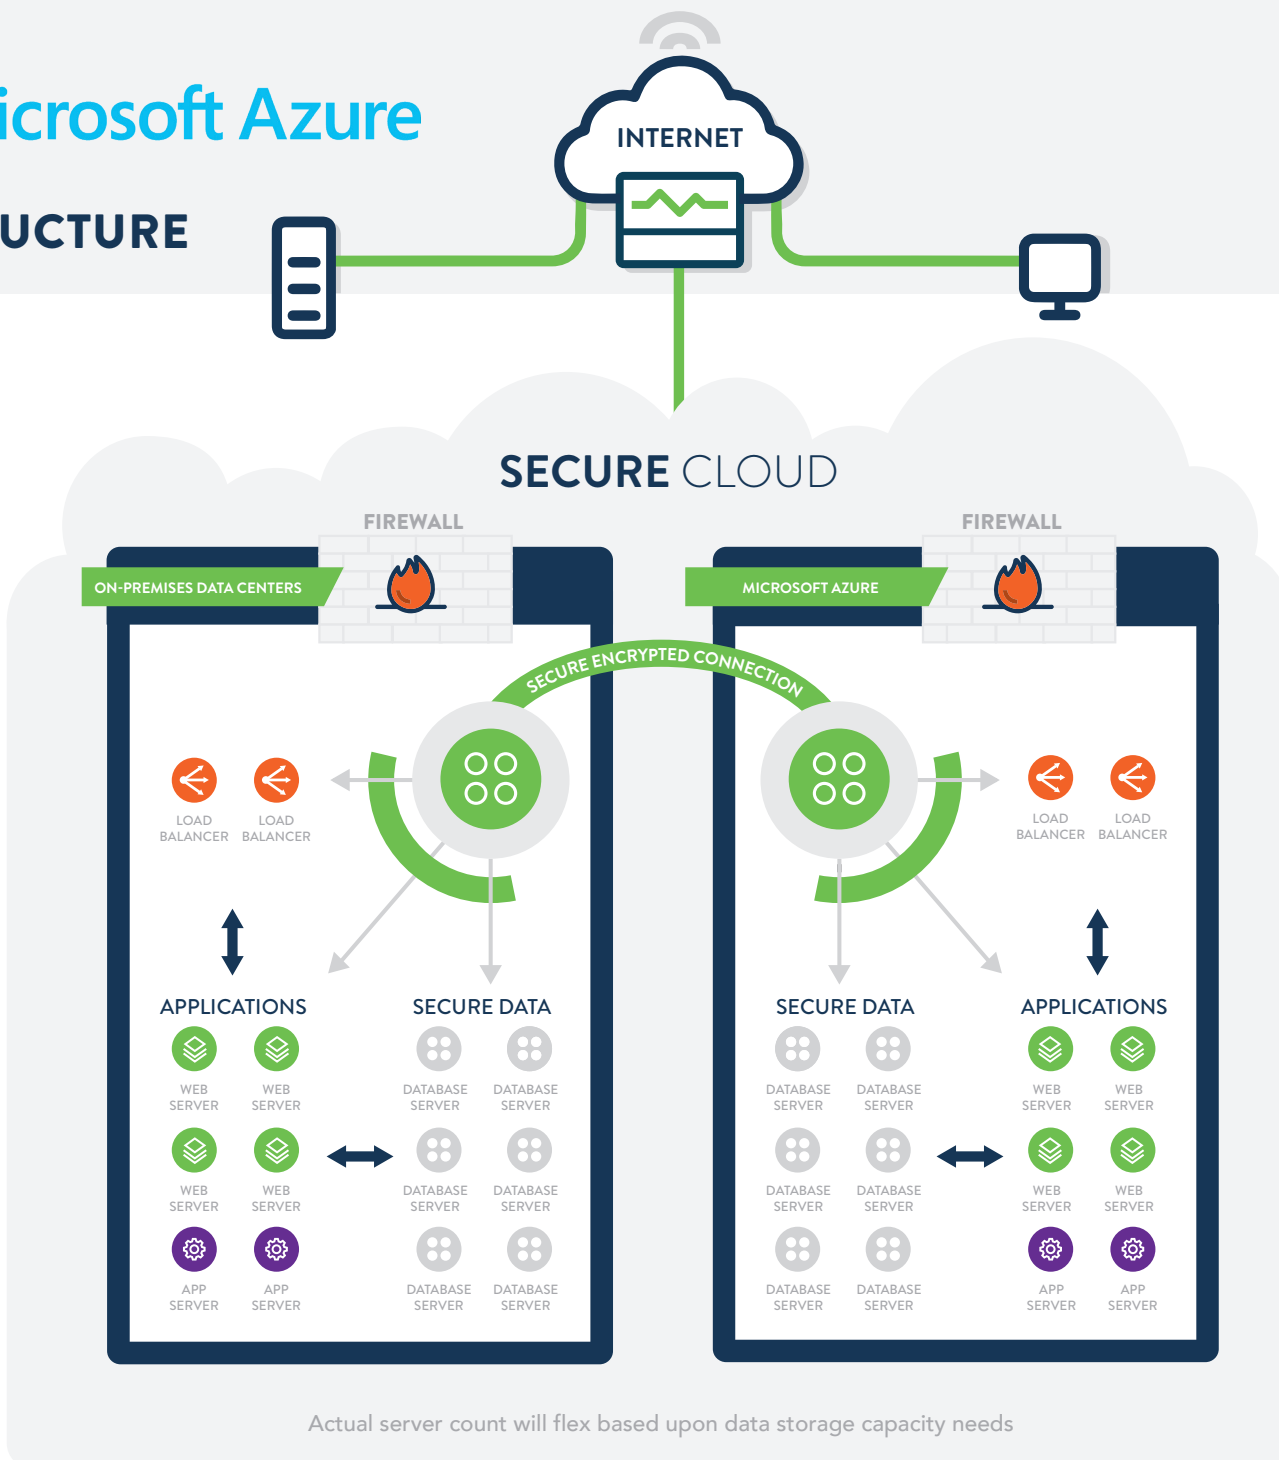 icrosoft Azure
UCTURE
INTERNET
SECURE CLOUD
FIREWALL
FIREWALL
ON-PREMISES DATA CENTERS
MICROSOFT AZURE
SECURE ENCRYPTED CONNECTION
LOAD
BALANCER
LOAD
BALANCER
LOAD
BALANCER
LOAD
BALANCER
APPLICATIONS
SECURE DATA
SECURE DATA
APPLICATIONS
WEB
SERVER
WEB
SERVER
DATABASE
SERVER
DATABASE
SERVER
DATABASE
SERVER
DATABASE
SERVER
WEB
SERVER
WEB
SERVER
WEB
SERVER
WEB
SERVER
DATABASE
SERVER
DATABASE
SERVER
DATABASE
SERVER
DATABASE
SERVER
WEB
SERVER
WEB
SERVER
APP
SERVER
APP
SERVER
DATABASE
SERVER
DATABASE
SERVER
DATABASE
SERVER
DATABASE
SERVER
APP
SERVER
APP
SERVER
Actual server count will flex based upon data storage capacity needs